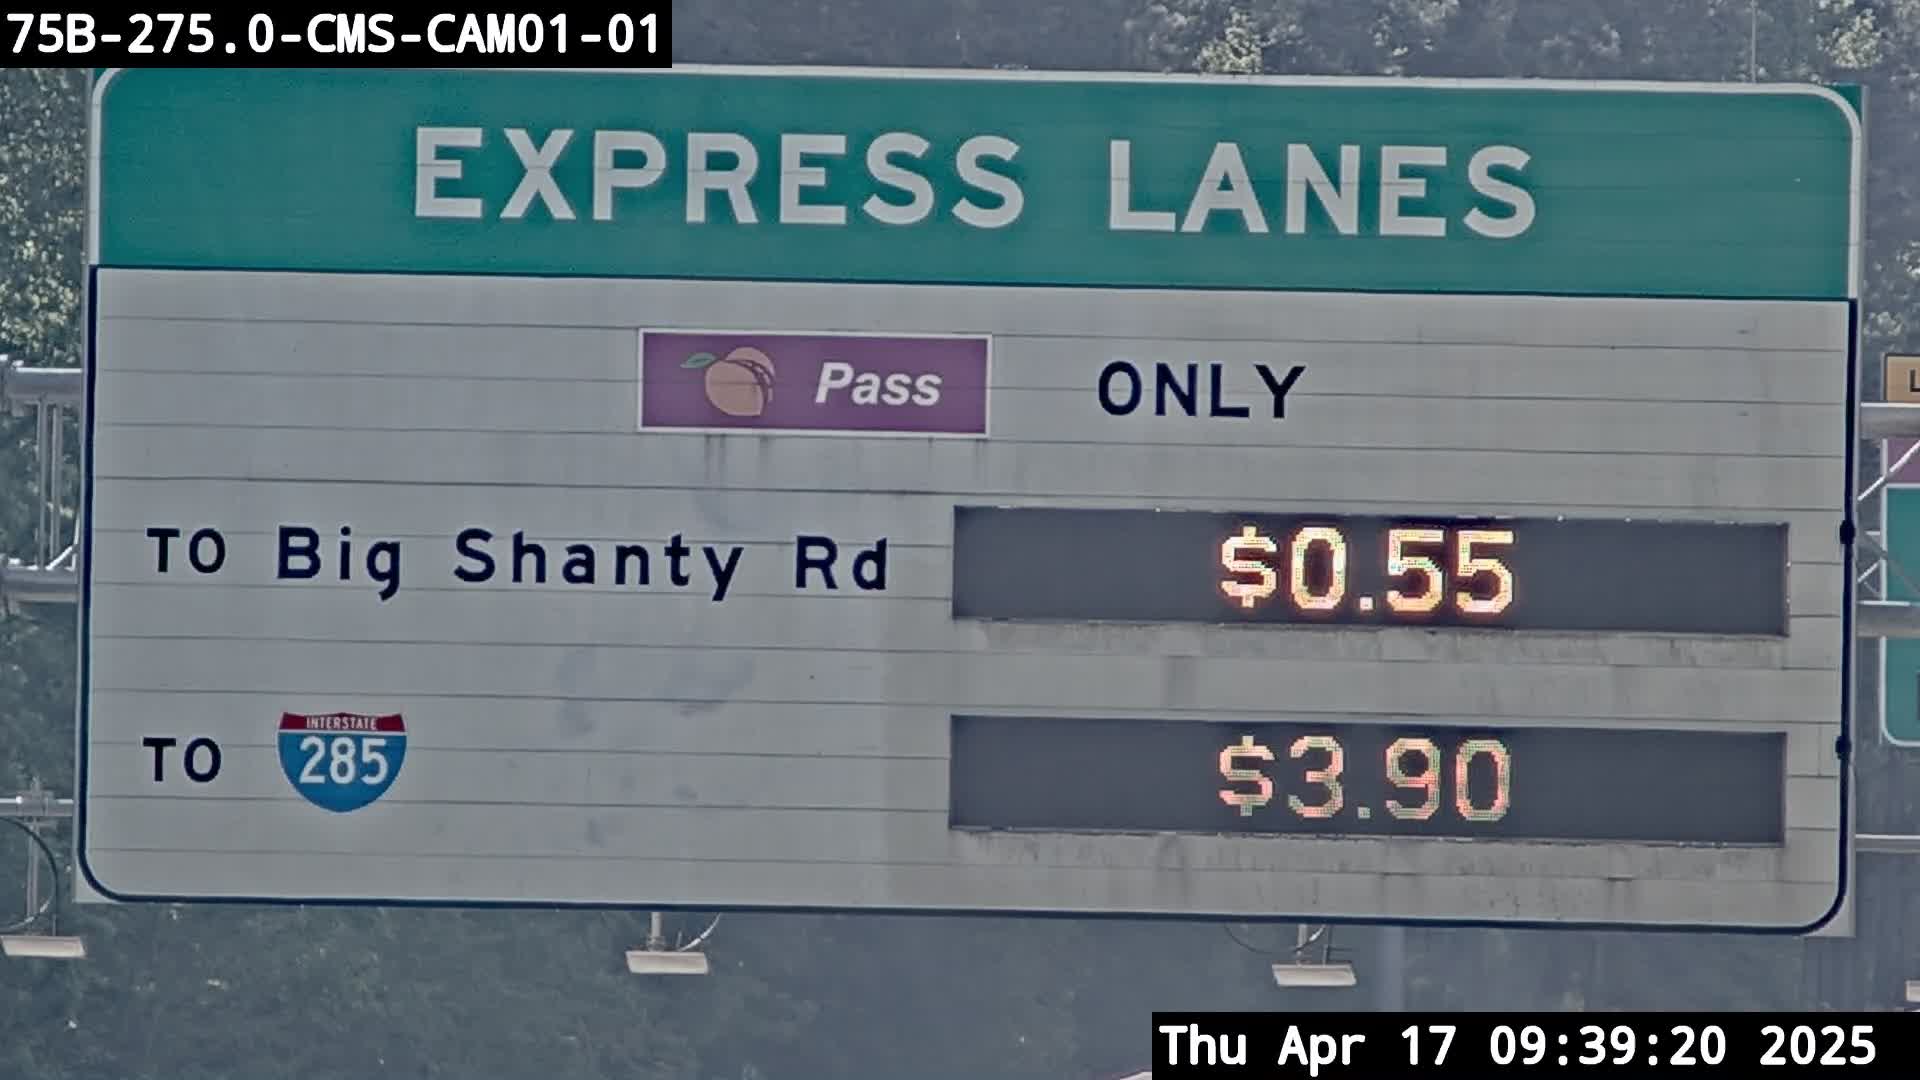 75B-275.0-CMS-CAM01-01
EXPRESS LANES
Pass ONLY
TO Big Shanty Rd $0.55
INTERSTATE
TO 285 $3.90
Thu Apr 17 09:39:20 2025